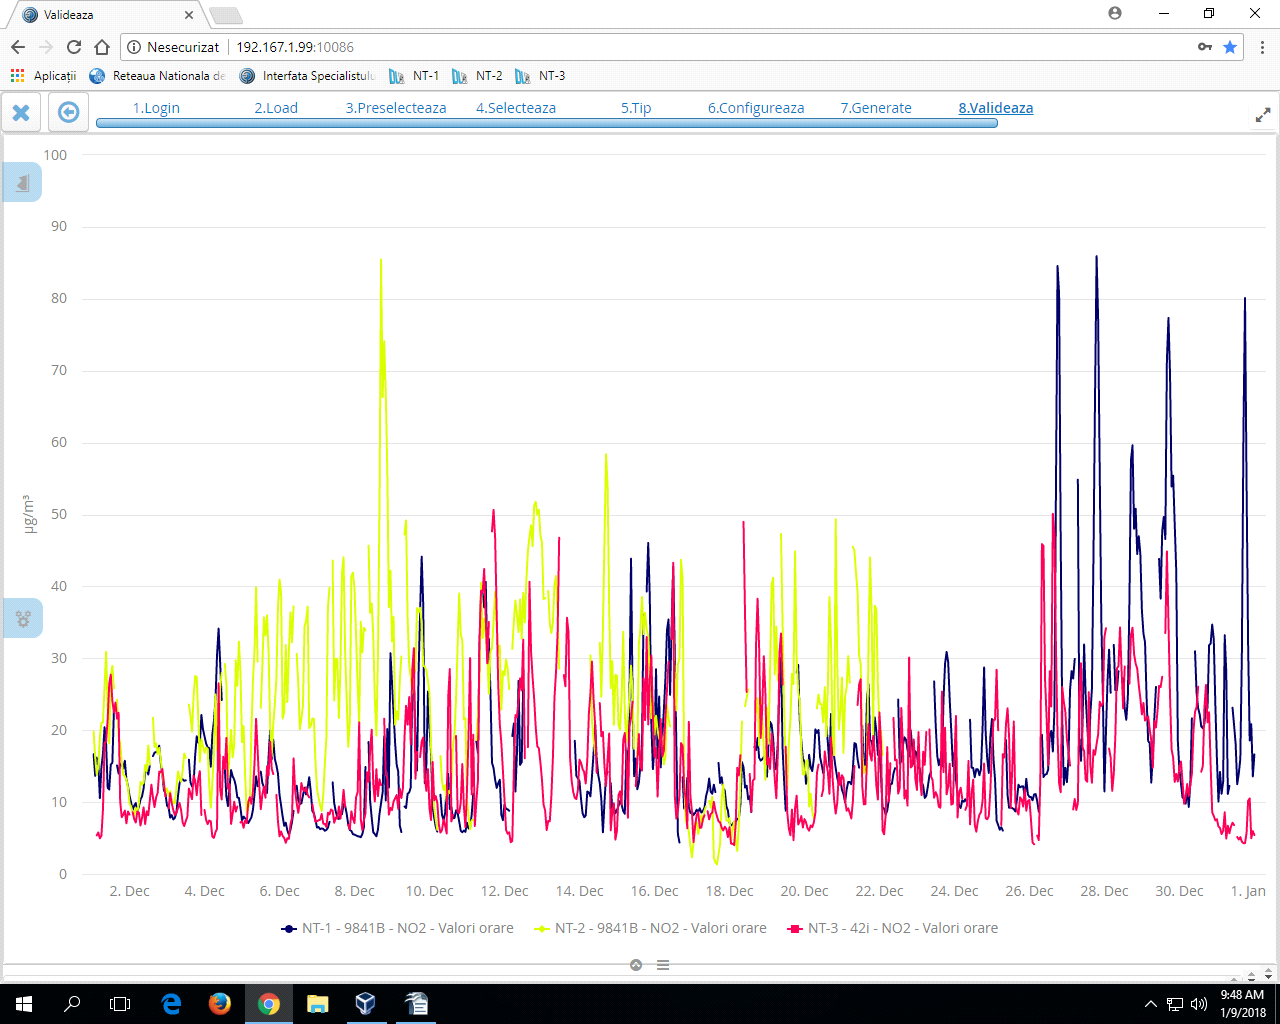 Valideaza
Nesecurizat 192.167.1.99:10086
Aplicații Reteaua Nationala de Interfata Specialistulu NT-1 NT-2 NT-3
1.Login 2.Load 3.Preselecteaza 4.Selecteaza 5.Tip 6.Configureaza 7.Generate 8.Valideaza
100
90
80
70
60
50
40
30
20
10
0
µg/m³
2. Dec 4. Dec 6. Dec 8. Dec 10. Dec 12. Dec 14. Dec 16. Dec 18. Dec 20. Dec 22. Dec 24. Dec 26. Dec 28. Dec 30. Dec 1. Jan
NT-1 - 9841B - NO2 - Valori orare NT-2 - 9841B - NO2 - Valori orare NT-3 - 42i - NO2 - Valori orare
9:48 AM
1/9/2018